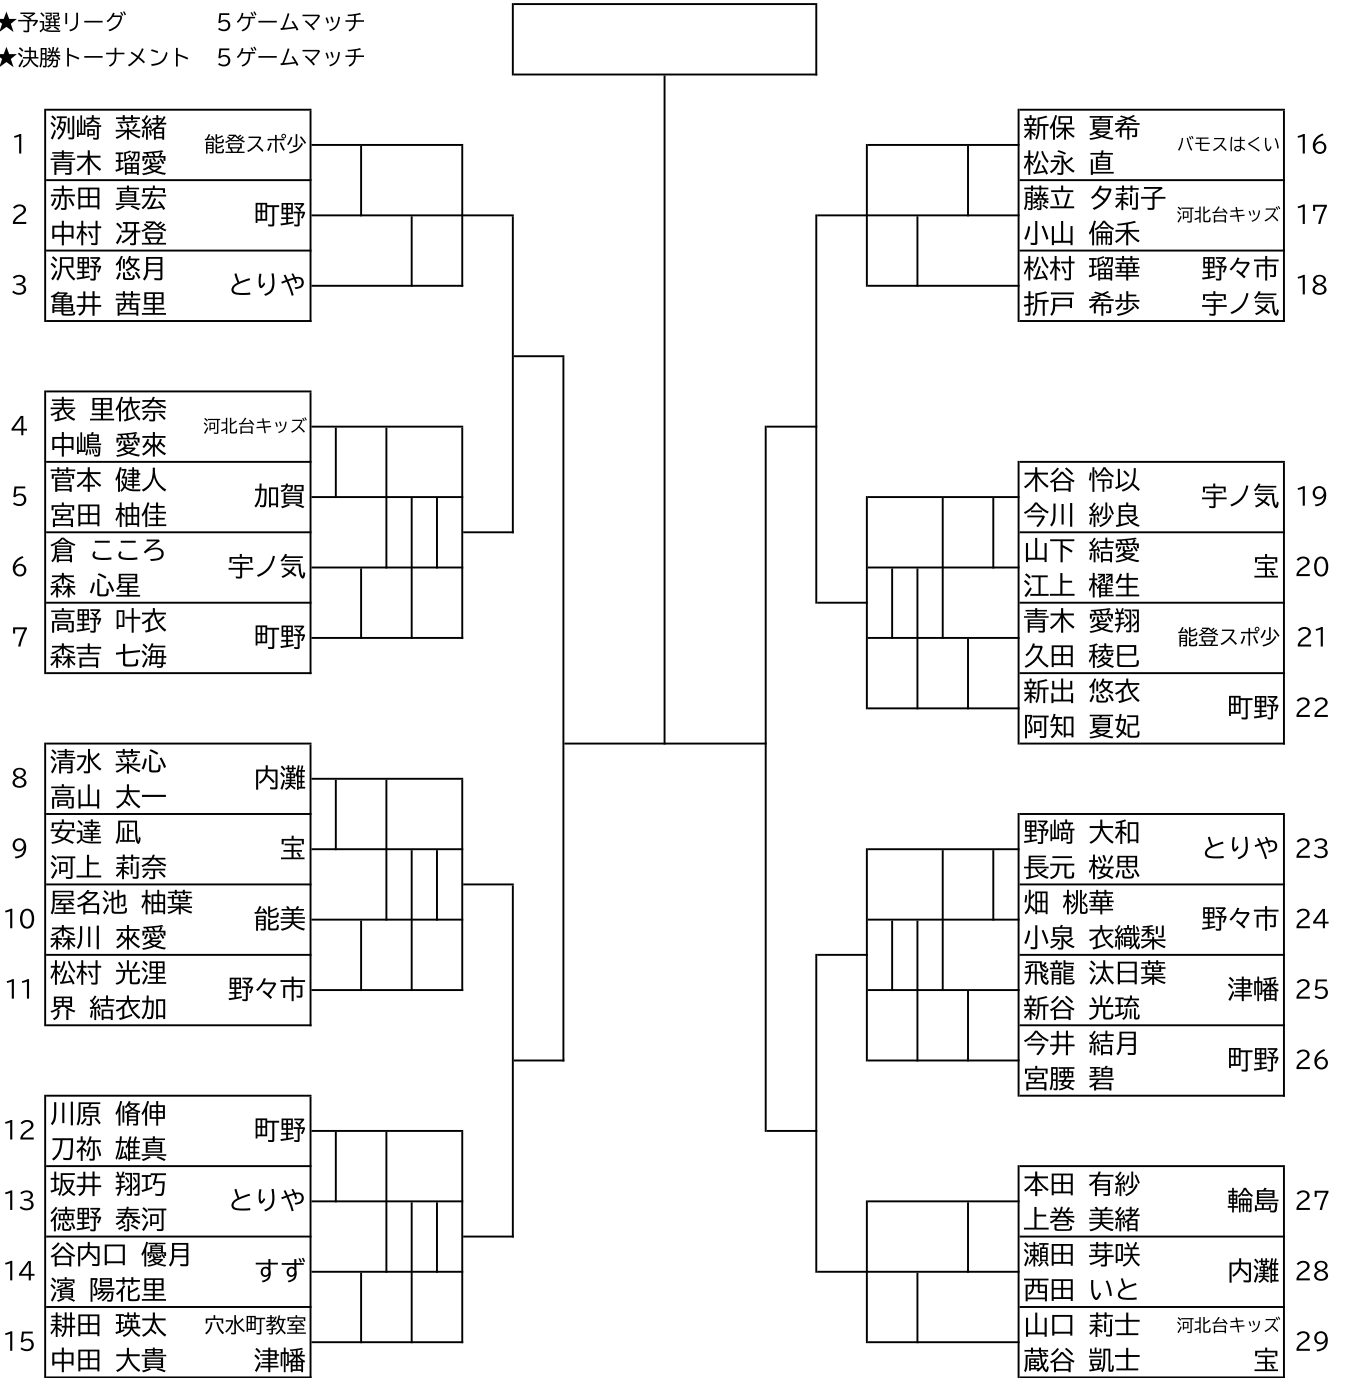 ★予選リーグ 5ゲームマッチ
★決勝トーナメント 5ゲームマッチ
1 洌崎 菜緒 能登スポ少
青木 瑠愛
2 赤田 真宏 町野
中村 冴登
3 沢野 悠月 とりや
亀井 茜里
4 表 里依奈 河北台キッズ
中嶋 愛來
5 菅本 健人 加賀
宮田 柚佳
6 倉 こころ 宇ノ気
森 心星
7 高野 叶衣 町野
森吉 七海
8 清水 菜心 内灘
高山 太一
9 安達 凪 宝
河上 莉奈
10 屋名池 柚葉 能美
森川 來愛
11 松村 光浬 野々市
界 結衣加
12 川原 脩伸 町野
刀祢 雄真
13 坂井 翔巧 とりや
徳野 泰河
14 谷内口 優月 すず
濱 陽花里
15 耕田 瑛太 穴水町教室
中田 大貴 津幡
新保 夏希 バモスはくい 16
松永 直
藤立 夕莉子 河北台キッズ 17
小山 倫禾
松村 瑠華 野々市 18
折戸 希歩 宇ノ気
木谷 怜以 宇ノ気 19
今川 紗良
山下 結愛 宝 20
江上 櫂生
青木 愛翔 能登スポ少 21
久田 稜巳
新出 悠衣 町野 22
阿知 夏妃
野﨑 大和 とりや 23
長元 桜思
畑 桃華 野々市 24
小泉 衣織梨
飛龍 汰日葉 津幡 25
新谷 光琉
今井 結月 町野 26
宮腰 碧
本田 有紗 輪島 27
上巻 美緒
瀬田 芽咲 内灘 28
西田 いと
山口 莉士 河北台キッズ 29
蔵谷 凱士 宝